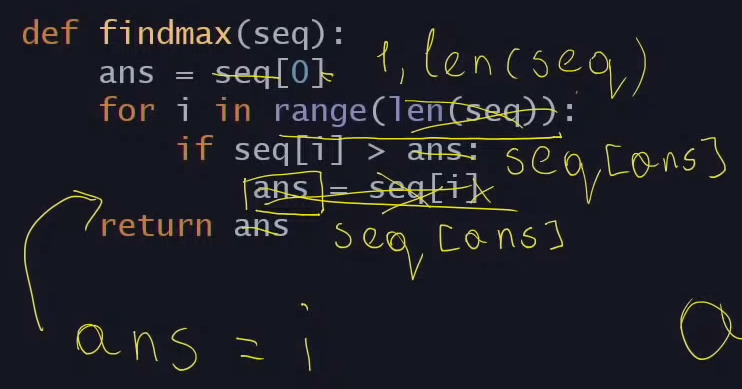 def findmax(seq):
ans = seq[0] 1, len(seq)
for i in range(len(seq)):
if seq[i] > ans: seq[ans]
ans = seq[i]
return ans seq[ans]
ans = i